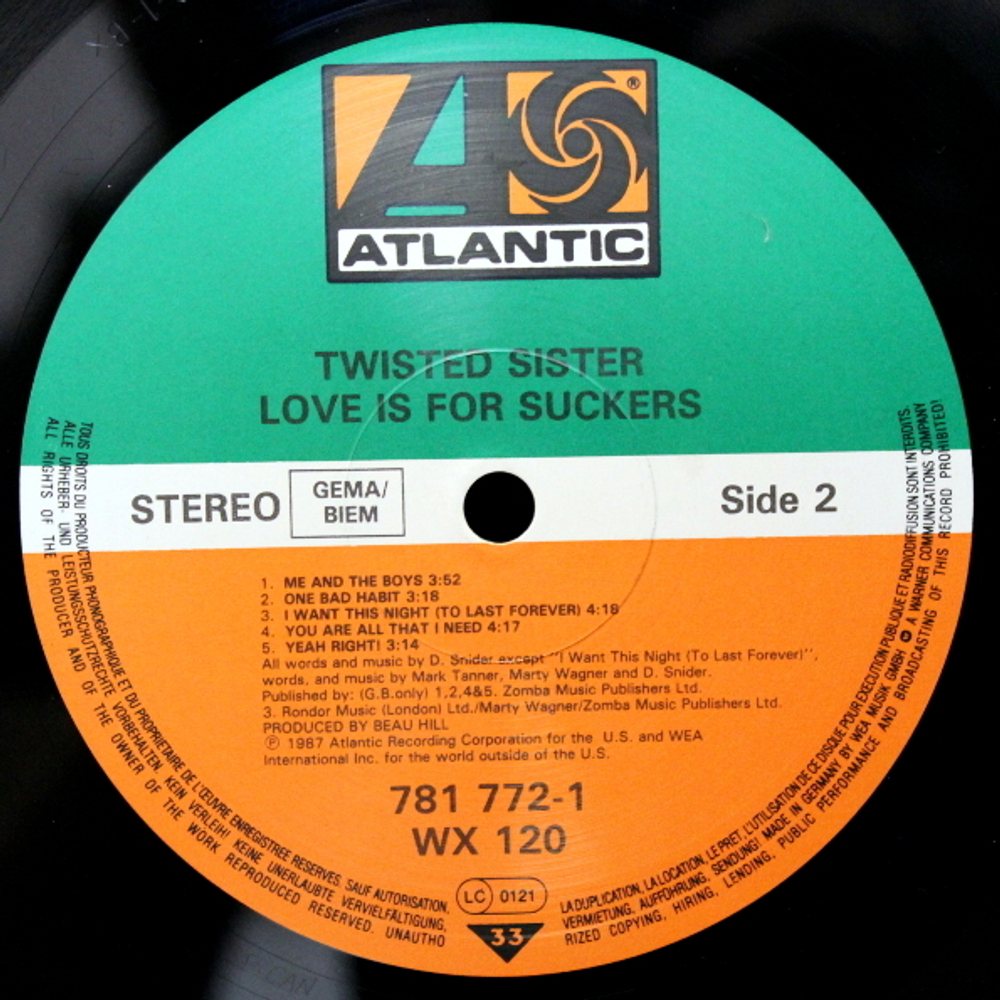 ®
ATLANTIC
TWISTED SISTER
LOVE IS FOR SUCKERS
STEREO
GEMA/
BIEM
Side 2
1. ME AND THE BOYS 3:52
2. ONE BAD HABIT 3:18
3. I WANT THIS NIGHT (TO LAST FOREVER) 4:18
4. YOU ARE ALL THAT I NEED 4:17
5. YEAH RIGHT! 3:14
All words and music by D. Snider except "I Want This Night (To Last Forever)",
words, and music by Mark Tanner, Marty Wagner and D. Snider.
Published by: (G.B.only) 1,2,4&5. Zomba Music Publishers Ltd.
3. Rondor Music (London) Ltd./Marty Wagner/Zomba Music Publishers Ltd.
PRODUCED BY BEAU HILL
℗ 1987 Atlantic Recording Corporation for the U.S. and WEA
International Inc. for the world outside of the U.S.
781 772-1
WX 120
LC 0121
33
TOUS DROITS DU PRODUCTEUR PHONOGRAPHIQUE ET DU PROPRIETAIRE DE L'ŒUVRE ENREGISTREE RESERVES. SAUF AUTORISATION,
LA DUPLICATION, LA LOCATION, LE PRET, L'UTILISATION DE CE DISQUE POUR EXECUTION PUBLIQUE ET RADIODIFFUSION SONT INTERDITS.
ALLE URHEBER- UND LEISTUNGSSCHUTZRECHTE VORBEHALTEN. KEIN VERLEIH! KEINE UNERLAUBTE VERVIELFÄLTIGUNG,
VERMIETUNG, AUFFÜHRUNG, SENDUNG! MADE IN GERMANY BY WEA MUSIK GMBH A WARNER COMMUNICATIONS COMPANY
ALL RIGHTS OF THE PRODUCER AND OF THE OWNER OF THE WORK REPRODUCED RESERVED. UNAUTHO
RIZED COPYING, HIRING, LENDING, PUBLIC PERFORMANCE AND BROADCASTING OF THIS RECORD PROHIBITED!